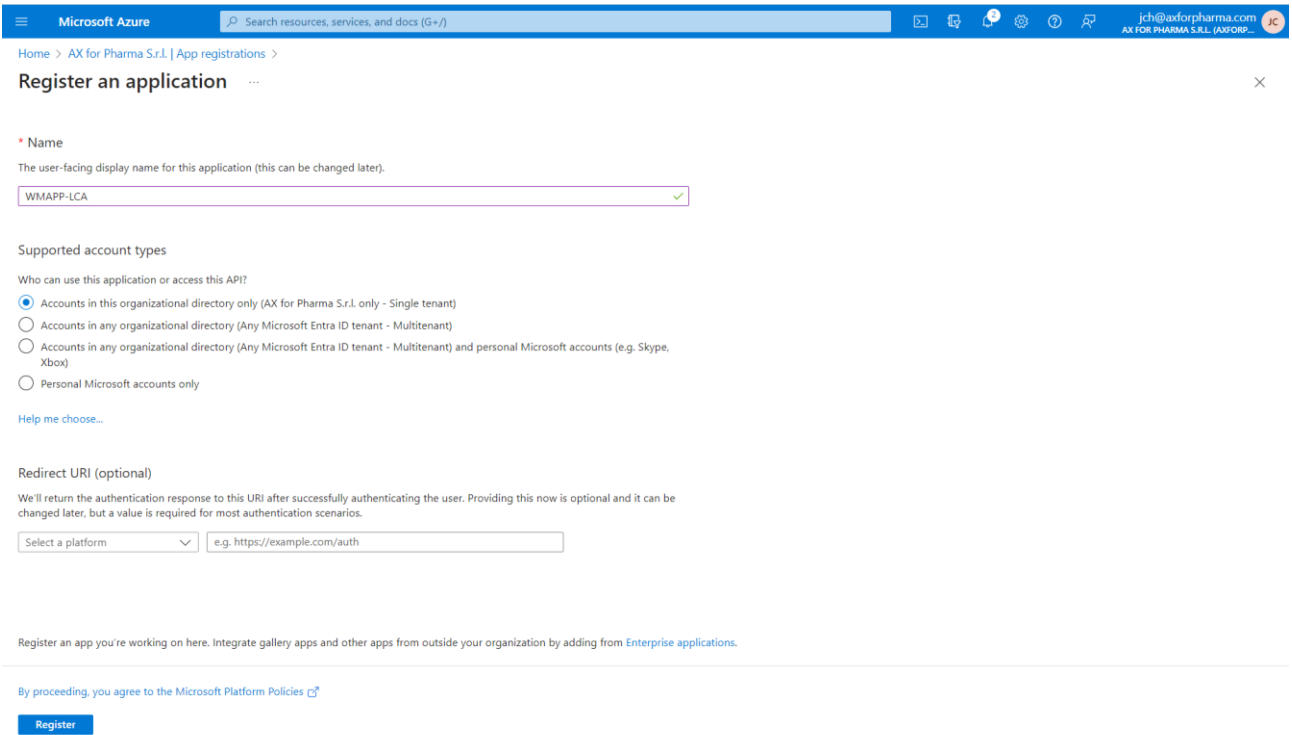 Microsoft Azure
Search resources, services, and docs (G+/)
2
jch@axforpharma.com
AX FOR PHARMA S.R.L. (AXFORP...
JC
Home > AX for Pharma S.r.l. | App registrations >
Register an application ...
* Name
The user-facing display name for this application (this can be changed later).
WMAPP-LCA
Supported account types
Who can use this application or access this API?
Accounts in this organizational directory only (AX for Pharma S.r.l. only - Single tenant)
Accounts in any organizational directory (Any Microsoft Entra ID tenant - Multitenant)
Accounts in any organizational directory (Any Microsoft Entra ID tenant - Multitenant) and personal Microsoft accounts (e.g. Skype,
Xbox)
Personal Microsoft accounts only
Help me choose...
Redirect URI (optional)
We'll return the authentication response to this URI after successfully authenticating the user. Providing this now is optional and it can be
changed later, but a value is required for most authentication scenarios.
Select a platform
e.g. https://example.com/auth
Register an app you're working on here. Integrate gallery apps and other apps from outside your organization by adding from Enterprise applications.
By proceeding, you agree to the Microsoft Platform Policies
Register